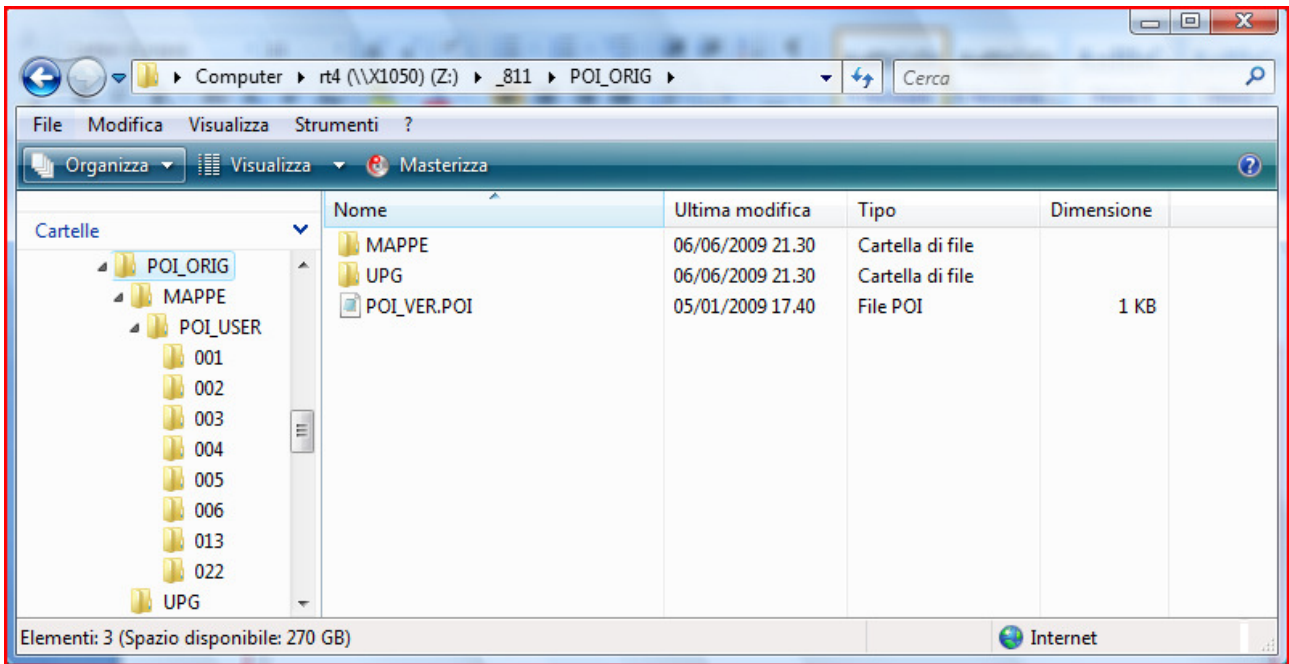 Computer rt4 (\\X1050) (Z:) _811 POI_ORIG Cerca
File Modifica Visualizza Strumenti ?
Organizza Visualizza Masterizza
Cartelle
POI_ORIG
MAPPE
POI_USER
001
002
003
004
005
006
013
022
UPG
Nome Ultima modifica Tipo Dimensione
MAPPE 06/06/2009 21.30 Cartella di file
UPG 06/06/2009 21.30 Cartella di file
POI_VER.POI 05/01/2009 17.40 File POI 1 KB
Elementi: 3 (Spazio disponibile: 270 GB) Internet